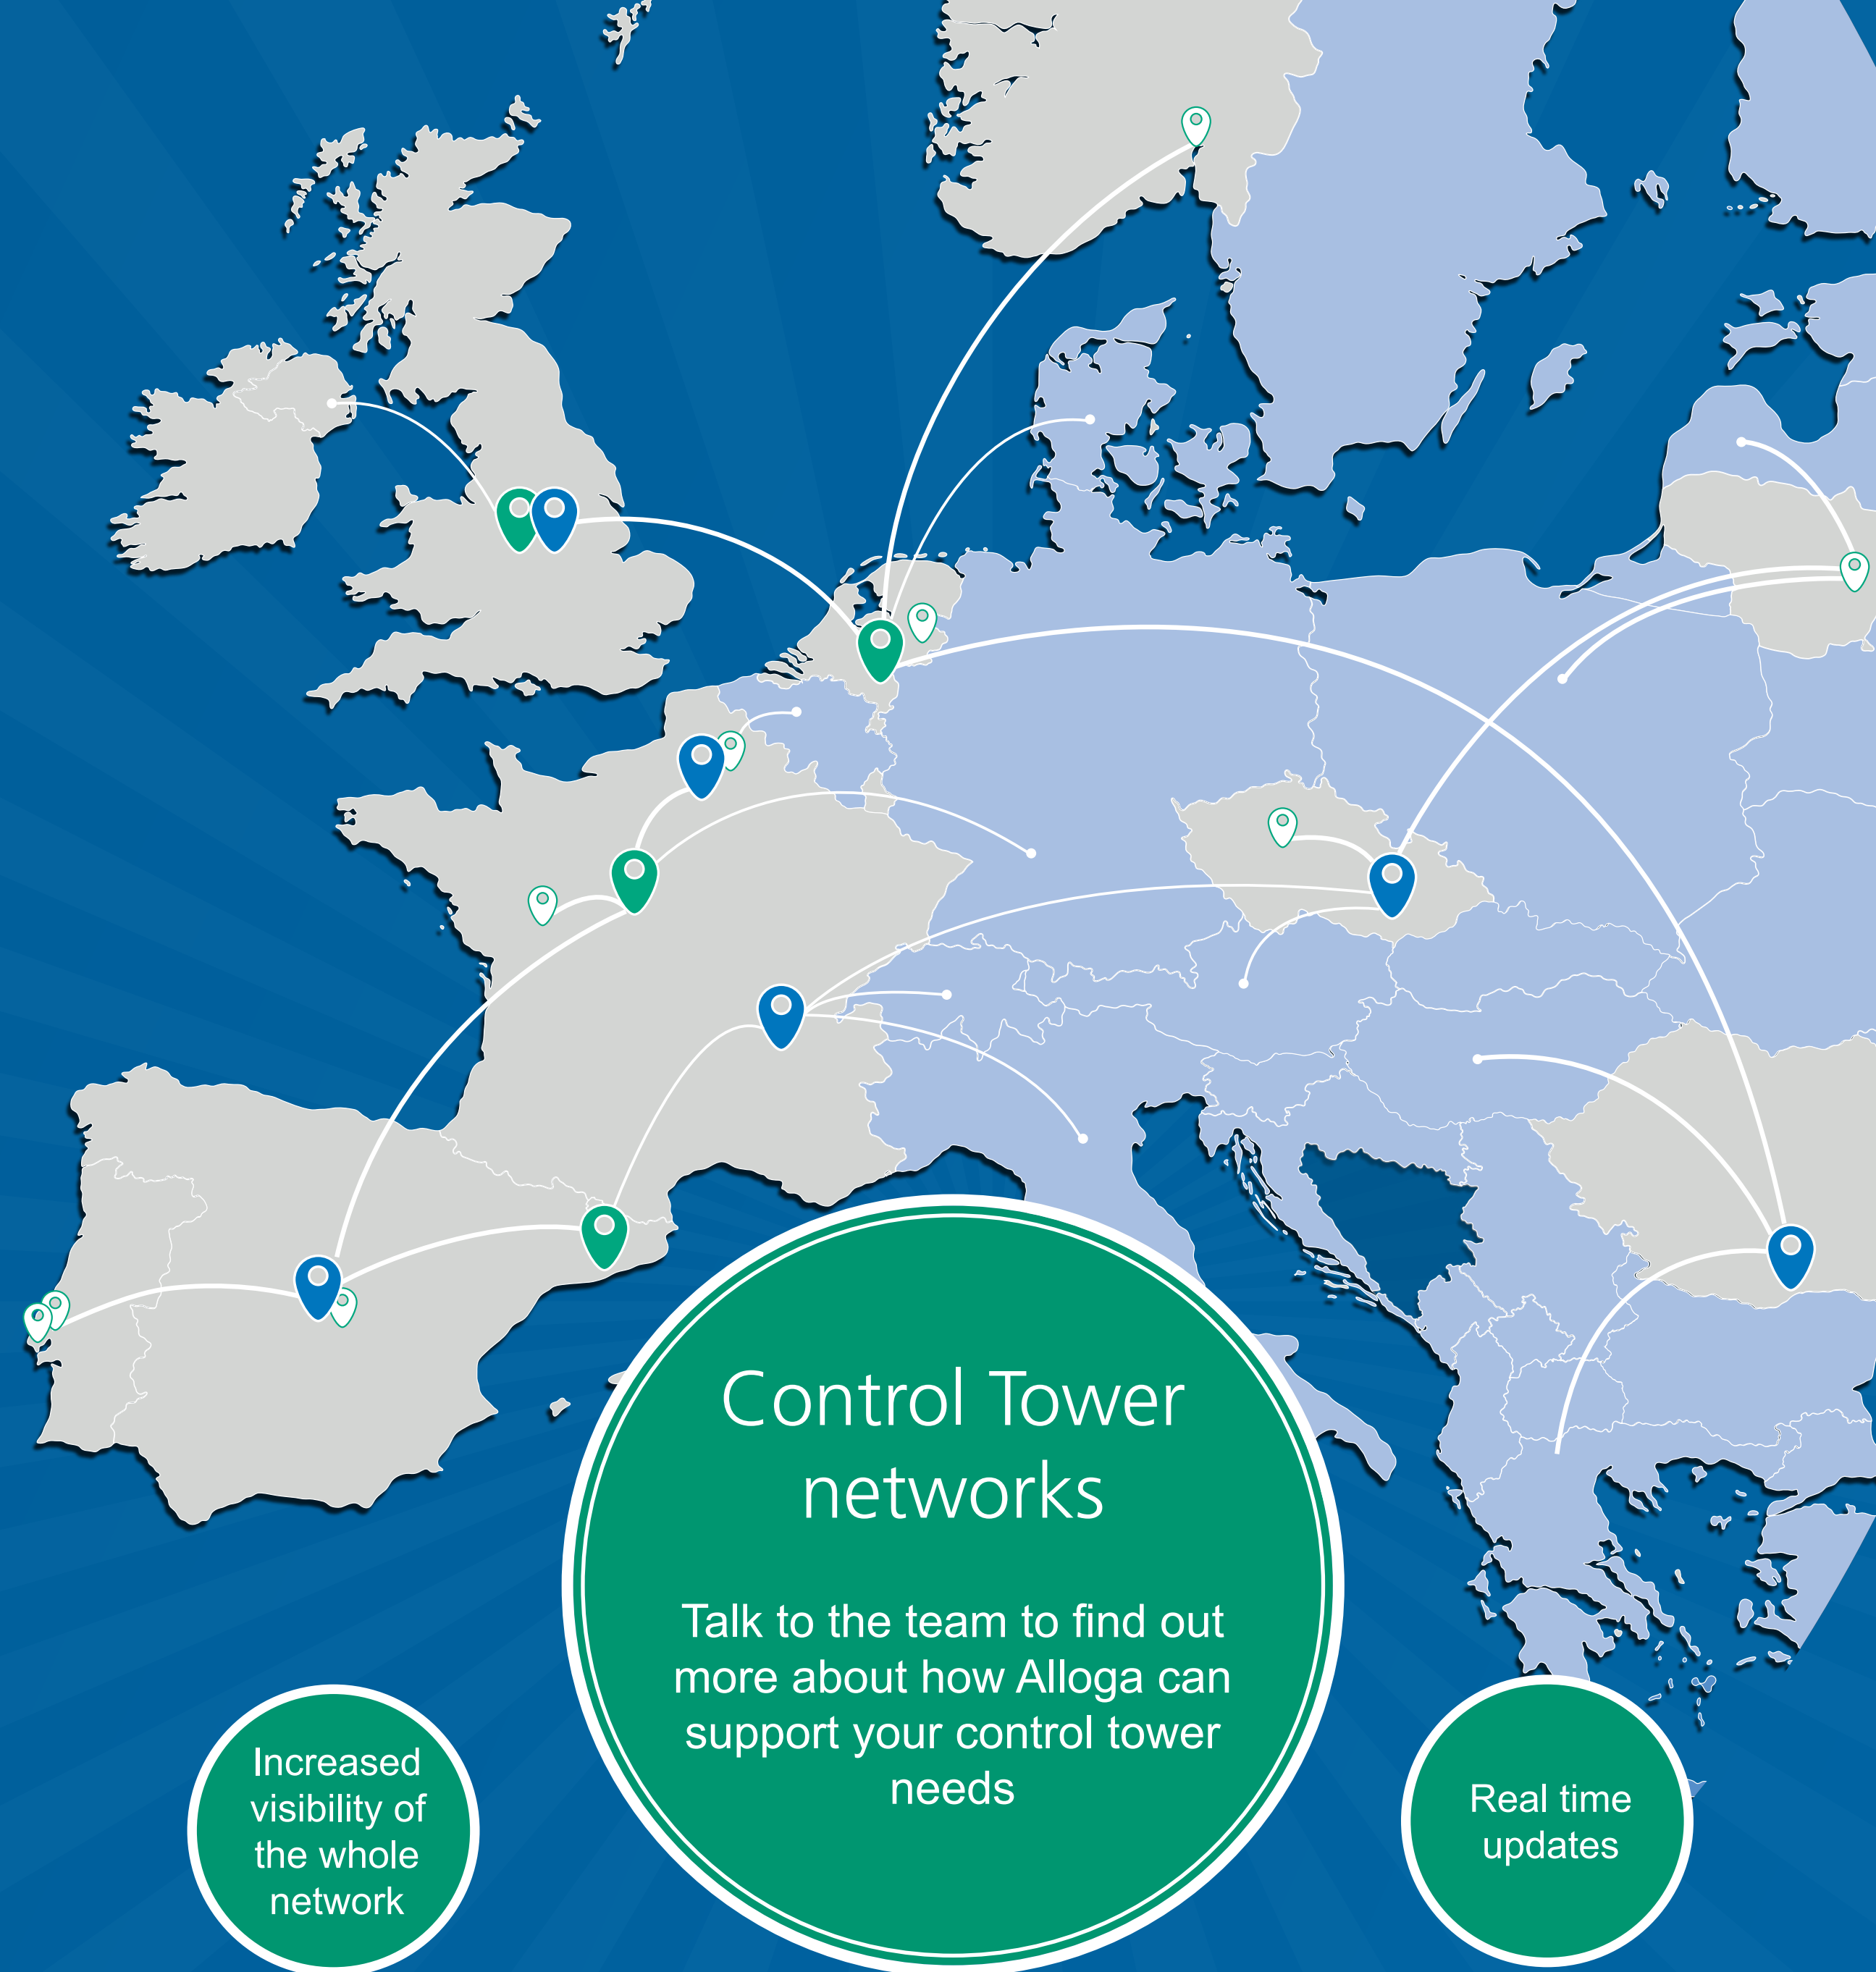 Control Tower
networks
Talk to the team to find out
more about how Alloga can
support your control tower
needs
Increased
visibility of
the whole
network
Real time
updates